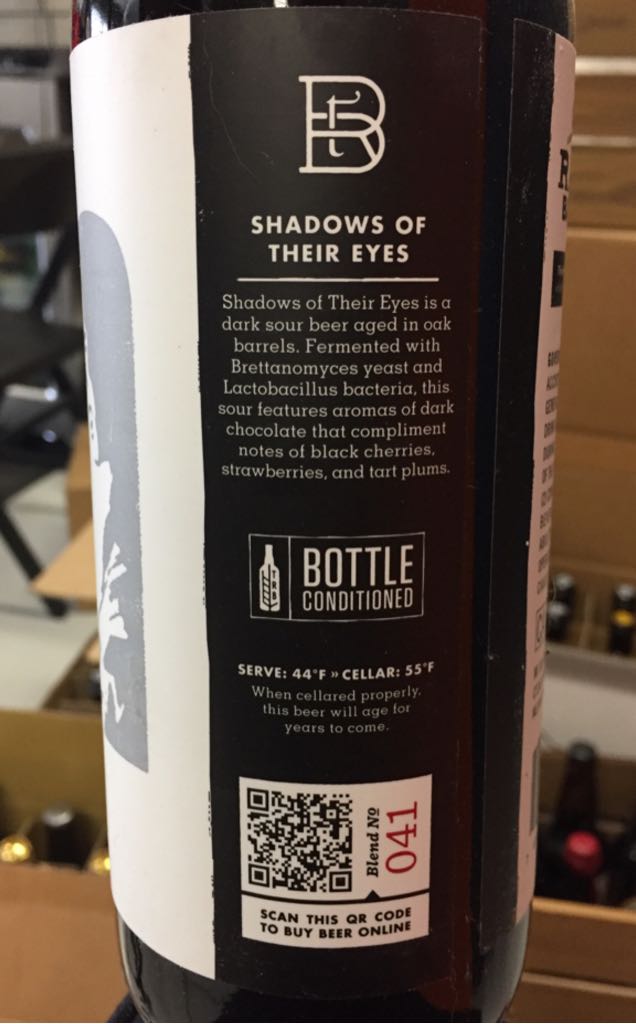 SHADOWS OF
THEIR EYES
Shadows of Their Eyes is a
dark sour beer aged in oak
barrels. Fermented with
Brettanomyces yeast and
Lactobacillus bacteria, this
sour features aromas of dark
chocolate that compliment
notes of black cherries,
strawberries, and tart plums.
TRB
BOTTLE
CONDITIONED
SERVE: 44°F » CELLAR: 55°F
When cellared properly,
this beer will age for
years to come.
Blend No
041
SCAN THIS QR CODE
TO BUY BEER ONLINE